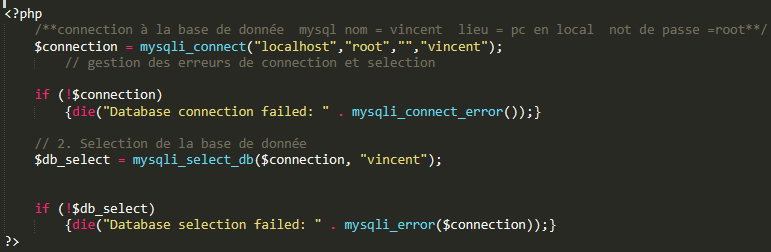 <?php
/**connection à la base de donnée  mysql nom = vincent  lieu = pc en local  not de passe =root**/
$connection = mysqli_connect("localhost","root","","vincent");
// gestion des erreurs de connection et selection
if (!$connection)
{die("Database connection failed: " . mysqli_connect_error());}
// 2. Selection de la base de donnée
$db_select = mysqli_select_db($connection, "vincent");
if (!$db_select)
{die("Database selection failed: " . mysqli_error($connection));}
?>